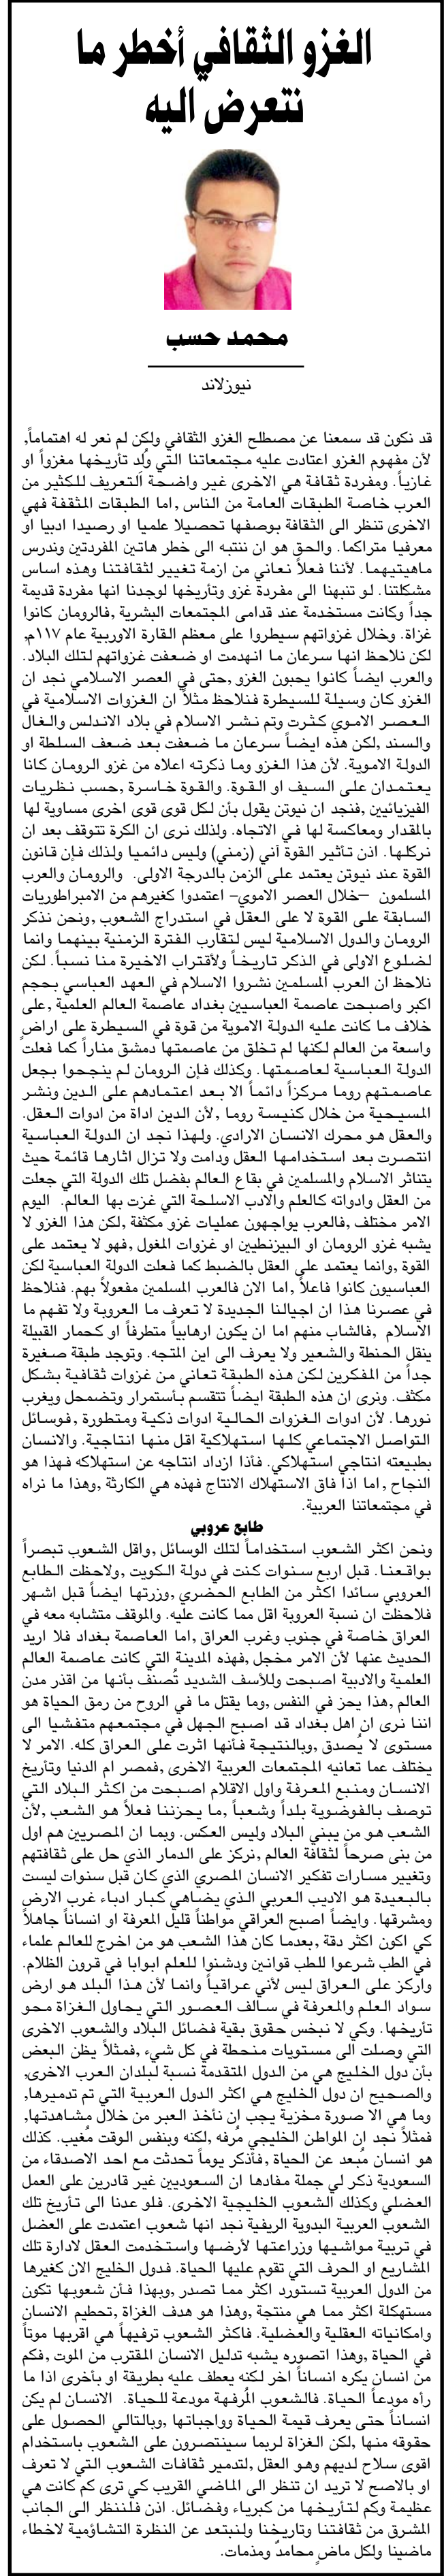 الغزو الثقافي أخطر ما
نتعرض اليه
محمد حسب
نيوزلاند
قد نكون قد سمعنا عن مصطلح الغزو الثقافي ولكن لم نعر له اهتماماً,
لأن مفهوم الغزو اعتادت عليه مجتمعاتنا التي وُلد تأريخها مغزواً او
غازياً. ومفردة ثقافة هي الاخرى غير واضحة التعريف للكثير من
العرب خاصة الطبقات العامة من الناس ,اما الطبقات المثقفة فهي
الاخرى تنظر الى الثقافة بوصفها تحصيلا علميا او رصيدا ادبيا او
معرفيا متراكما. والحق هو ان ننتبه الى خطر هاتين المفردتين وندرس
ماهيتيهما. لأننا فعلاً نعاني من ازمة تغيير لثقافتنا وهذه اساس
مشكلتنا. لو تنبهنا الى مفردة غزو وتأريخها لوجدنا انها مفردة قديمة
جداً وكانت مستخدمة عند قدامى المجتمعات البشرية ,فالرومان كانوا
غزاة. وخلال غزواتهم سيطروا على معظم القارة الاوربية عام ١١٧م,
لكن نلاحظ انها سرعان ما انهدمت او ضعفت غزواتهم لتلك البلاد.
والعرب ايضاً كانوا يحبون الغزو ,حتى في العصر الاسلامي نجد ان
الغزو كان وسيلة للسيطرة فنلاحظ مثلاً ان الغزوات الاسلامية في
العصر الاموي كثرت وتم نشر الاسلام في بلاد الاندلس والغال
والسند ,لكن هذه ايضاً سرعان ما ضعفت بعد ضعف السلطة او
الدولة الاموية. لأن هذا الغزو وما ذكرته اعلاه من غزو الرومان كانا
يعتمدان على السيف او القوة. والقوة خاسرة ,حسب نظريات
الفيزيائيين ,فنجد ان نيوتن يقول بأن لكل قوى قوى اخرى مساوية لها
بالمقدار ومعاكسة لها في الاتجاه. ولذلك نرى ان الكرة تتوقف بعد ان
نركلها. اذن تأثير القوة آني (زمني) وليس دائميا ولذلك فإن قانون
القوة عند نيوتن يعتمد على الزمن بالدرجة الاولى. والرومان والعرب
المسلمون –خلال العصر الاموي- اعتمدوا كغيرهم من الامبراطوريات
السابقة على القوة لا على العقل في استدراج الشعوب ,ونحن نذكر
الرومان والدول الاسلامية ليس لتقارب الفترة الزمنية بينهما وانما
لضلوع الاولى في الذكر تاريخاً ولأقتراب الاخيرة منا نسباً. لكن
نلاحظ ان العرب المسلمين نشروا الاسلام في العهد العباسي بحجم
اكبر واصبحت عاصمة العباسيين بغداد عاصمة العالم العلمية ,على
خلاف ما كانت عليه الدولة الاموية من قوة في السيطرة على اراضٍ
واسعة من العالم لكنها لم تخلق من عاصمتها دمشق مناراً كما فعلت
الدولة العباسية لعاصمتها. وكذلك فإن الرومان لم ينجحوا بجعل
عاصمتهم روما مركزاً دائماً الا بعد اعتمادهم على الدين ونشر
المسيحية من خلال كنيسة روما ,لأن الدين اداة من ادوات العقل.
والعقل هو محرك الانسان الارادي. ولهذا نجد ان الدولة العباسية
انتصرت بعد استخدامها العقل ودامت ولا تزال اثارها قائمة حيث
يتناثر الاسلام والمسلمين في بقاع العالم بفضل تلك الدولة التي جعلت
من العقل وادواته كالعلم والادب الاسلحة التي غزت بها العالم. اليوم
الامر مختلف ,فالعرب يواجهون عمليات غزو مكثفة ,لكن هذا الغزو لا
يشبه غزو الرومان او البيزنطيين او غزوات المغول ,فهو لا يعتمد على
القوة ,وانما يعتمد على العقل بالضبط كما فعلت الدولة العباسية لكن
العباسيون كانوا فاعلاً ,اما الان فالعرب المسلمين مفعولاً بهم. فنلاحظ
في عصرنا هذا ان اجيالنا الجديدة لا تعرف ما العروبة ولا تفهم ما
الاسلام ,فالشاب منهم اما ان يكون ارهابياً متطرفاً او كحمار القبيلة
ينقل الحنطة والشعير ولا يعرف الى اين المتجه. وتوجد طبقة صغيرة
جداً من المفكرين لكن هذه الطبقة تعاني من غزوات ثقافية بشكل
مكثف. ونرى ان هذه الطبقة ايضاً تتقسم بأستمرار وتضمحل ويغرب
نورها. لأن ادوات الغزوات الحالية ادوات ذكية ومتطورة ,فوسائل
التواصل الاجتماعي كلها استهلاكية اقل منها انتاجية. والانسان
بطبيعته انتاجي استهلاكي. فأذا ازداد انتاجه عن استهلاكه فهذا هو
النجاح ,اما اذا فاق الاستهلاك الانتاج فهذه هي الكارثة ,وهذا ما نراه
في مجتمعاتنا العربية.
طابع عروبي
ونحن اكثر الشعوب استخداماً لتلك الوسائل ,واقل الشعوب تبصراً
بواقعنا. قبل اربع سنوات كنت في دولة الكويت ,ولاحظت الطابع
العروبي سائدا اكثر من الطابع الحضري ,وزرتها ايضاً قبل اشهر
فلاحظت ان نسبة العروبة اقل مما كانت عليه. والموقف متشابه معه في
العراق خاصة في جنوب وغرب العراق ,اما العاصمة بغداد فلا اريد
الحديث عنها لأن الامر مخجل ,فهذه المدينة التي كانت عاصمة العالم
العلمية والادبية اصبحت وللأسف الشديد تُصنف بأنها من اقذر مدن
العالم ,هذا يحز في النفس ,وما يقتل ما في الروح من رمق الحياة هو
اننا نرى ان اهل بغداد قد اصبح الجهل في مجتمعهم متفشيا الى
مستوى لا يُصدق ,وبالنتيجة فأنها اثرت على العراق كله. الامر لا
يختلف عما تعانيه المجتمعات العربية الاخرى ,فمصر ام الدنيا وتأريخ
الانسان ومنبع المعرفة واول الاقلام اصبحت من اكثر البلاد التي
توصف بالفوضوية بلداً وشعباً ,ما يحزننا فعلاً هو الشعب ,لأن
الشعب هو من يبني البلاد وليس العكس. وبما ان المصريين هم اول
من بنى صرحاً لثقافة العالم ,نركز على الدمار الذي حل على ثقافتهم
وتغيير مسارات تفكير الانسان المصري الذي كان قبل سنوات ليست
بالبعيدة هو الاديب العربي الذي يضاهي كبار ادباء غرب الارض
ومشرقها. وايضاً اصبح العراقي مواطناً قليل المعرفة او انساناً جاهلاً
كي اكون اكثر دقة ,بعدما كان هذا الشعب هو من اخرج للعالم علماء
في الطب شرعوا للطب قوانين ودشنوا للعلم ابوابا في قرون الظلام.
واركز على العراق ليس لأني عراقياً وانما لأن هذا البلد هو ارض
سواد العلم والمعرفة في سالف العصور التي يحاول الغزاة محو
تأريخها. وكي لا نبخس حقوق بقية فضائل البلاد والشعوب الاخرى
التي وصلت الى مستويات منحطة في كل شيء ,فمثلاً يظن البعض
بأن دول الخليج هي من الدول المتقدمة نسبة لبلدان العرب الاخرى,
والصحيح ان دول الخليج هي اكثر الدول العربية التي تم تدميرها,
وما هي الا صورة مخزية يجب إن نأخذ العبر من خلال مشاهدتها,
فمثلاً نجد ان المواطن الخليجي مُرفه ,لكنه وبنفس الوقت مُغيب. كذلك
هو انسان مُبعد عن الحياة ,فأذكر يوماً تحدثت مع احد الاصدقاء من
السعودية ذكر لي جملة مفادها ان السعوديين غير قادرين على العمل
العضلي وكذلك الشعوب الخليجية الاخرى. فلو عدنا الى تأريخ تلك
الشعوب العربية البدوية الريفية نجد انها شعوب اعتمدت على العضل
في تربية مواشيها وزراعتها لأرضها واستخدمت العقل لادارة تلك
المشاريع او الحرف التي تقوم عليها الحياة. فدول الخليج الان كغيرها
من الدول العربية تستورد اكثر مما تصدر ,وبهذا فأن شعوبها تكون
مستهلكة اكثر مما هي منتجة ,وهذا هو هدف الغزاة ,تحطيم الانسان
وامكانياته العقلية والعضلية. فاكثر الشعوب ترفيهاً هي اقربها موتاً
في الحياة ,وهذا اتصوره يشبه تدليل الانسان المقترب من الموت ,فكم
من انسان يكره انساناً اخر لكنه يعطف عليه بطريقة او بأخرى اذا ما
رآه مودعاً الحياة. فالشعوب المُرفهة مودعة للحياة. الانسان لم يكن
انساناً حتى يعرف قيمة الحياة وواجباتها ,وبالتالي الحصول على
حقوقه منها ,لكن الغزاة لربما سينتصرون على الشعوب باستخدام
اقوى سلاح لديهم وهو العقل ,لتدمير ثقافات الشعوب التي لا تعرف
او بالاصح لا تريد ان تنظر الى الماضي القريب كي ترى كم كانت هي
عظيمة وكم لتأريخها من كبرياء وفضائل. اذن فلننظر الى الجانب
المشرق من ثقافتنا وتاريخنا ولنبتعد عن النظرة التشاؤمية لاخطاء
ماضينا ولكل ماضٍ محامدٌ ومذمات.